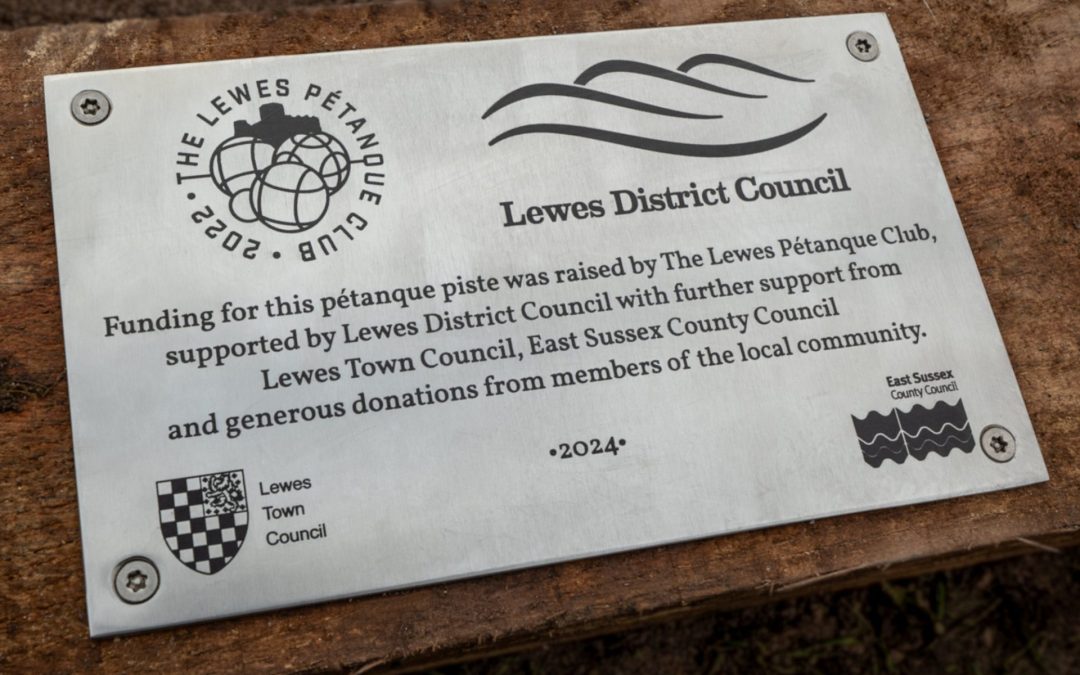 THE LEWES PÉTANQUE CLUB • 2022 •
Lewes District Council
Funding for this pétanque piste was raised by The Lewes Pétanque Club,
supported by Lewes District Council with further support from
Lewes Town Council, East Sussex County Council
and generous donations from members of the local community.
•2024•
East Sussex
County Council
Lewes
Town
Council